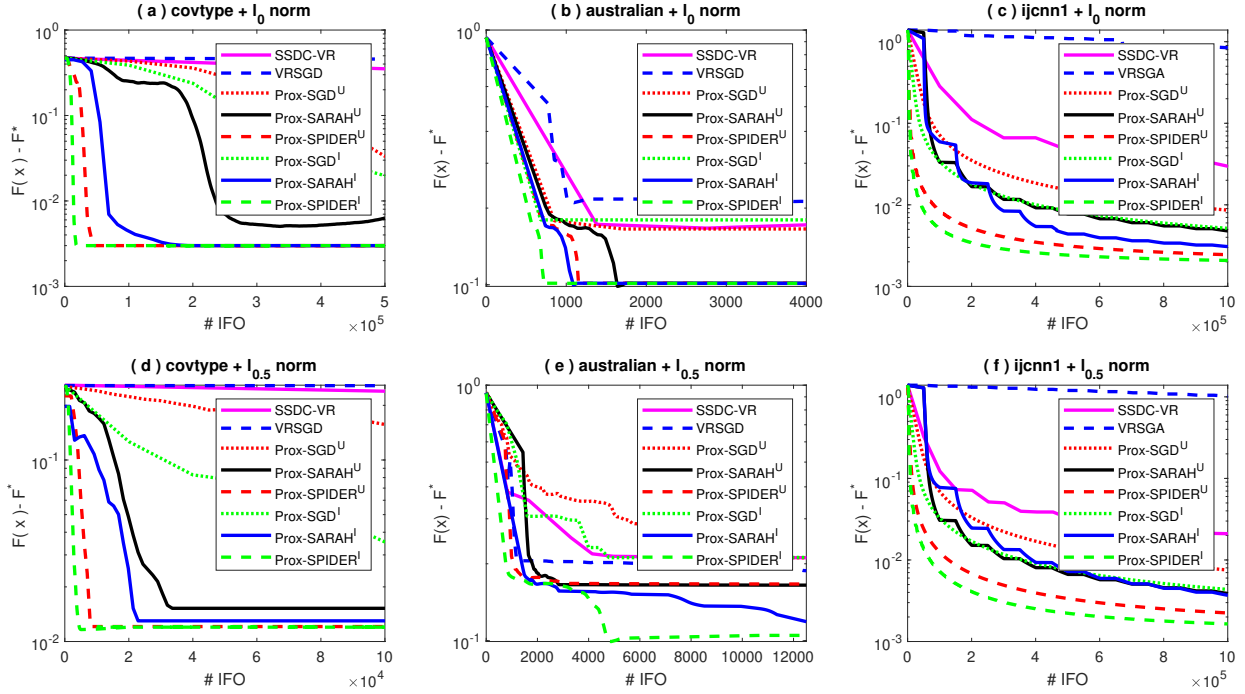 ( a ) covtype + l0 norm
10^0
10^-1
10^-2
10^-3
F( x ) - F*
0 1 2 3 4 5
# IFO
×10^5
SSDC-VR
VRSGD
Prox-SGD^U
Prox-SARAH^U
Prox-SPIDER^U
Prox-SGD^I
Prox-SARAH^I
Prox-SPIDER^I
( b ) australian + l0 norm
10^0
10^-1
F(x) - F*
0 1000 2000 3000 4000
# IFO
SSDC-VR
VRSGD
Prox-SGD^U
Prox-SARAH^U
Prox-SPIDER^U
Prox-SGD^I
Prox-SARAH^I
Prox-SPIDER^I
( c ) ijcnn1 + l0 norm
10^0
10^-1
10^-2
10^-3
F(x) - F*
0 2 4 6 8 10
# IFO
×10^5
SSDC-VR
VRSGA
Prox-SGD^U
Prox-SARAH^U
Prox-SPIDER^U
Prox-SGD^I
Prox-SARAH^I
Prox-SPIDER^I
( d ) covtype + l0.5 norm
10^-1
10^-2
F( x ) - F*
0 2 4 6 8 10
# IFO
×10^4
SSDC-VR
VRSGD
Prox-SGD^U
Prox-SARAH^U
Prox-SPIDER^U
Prox-SGD^I
Prox-SARAH^I
Prox-SPIDER^I
( e ) australian + l0.5 norm
10^0
10^-1
F(x) - F*
0 2000 4000 6000 8000 10000 12000
# IFO
SSDC-VR
VRSGD
Prox-SGD^U
Prox-SARAH^U
Prox-SPIDER^U
Prox-SGD^I
Prox-SARAH^I
Prox-SPIDER^I
( f ) ijcnn1 + l0.5 norm
10^0
10^-1
10^-2
10^-3
F(x) - F*
0 2 4 6 8 10
# IFO
×10^5
SSDC-VR
VRSGA
Prox-SGD^U
Prox-SARAH^U
Prox-SPIDER^U
Prox-SGD^I
Prox-SARAH^I
Prox-SPIDER^I